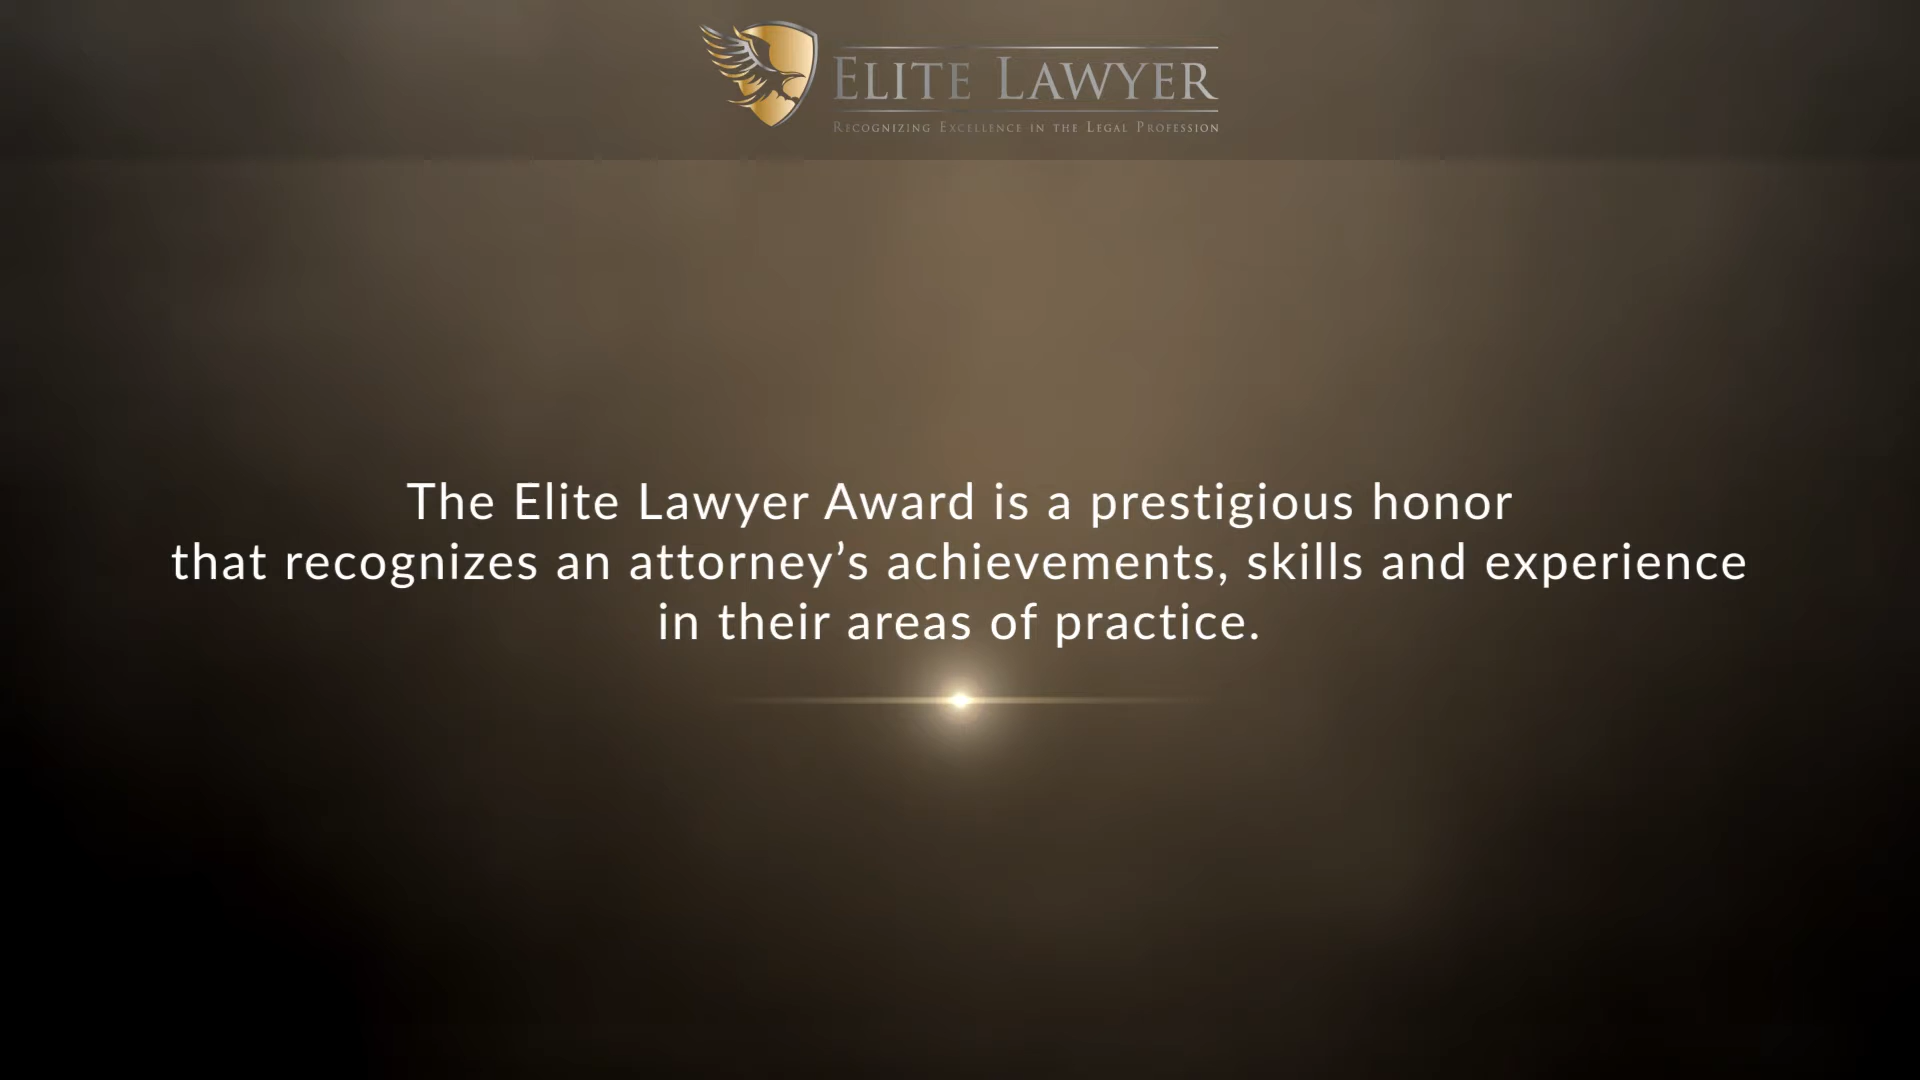 ELITE LAWYER
RECOGNIZING EXCELLENCE IN THE LEGAL PROFESSION
The Elite Lawyer Award is a prestigious honor
that recognizes an attorney’s achievements, skills and experience
in their areas of practice.